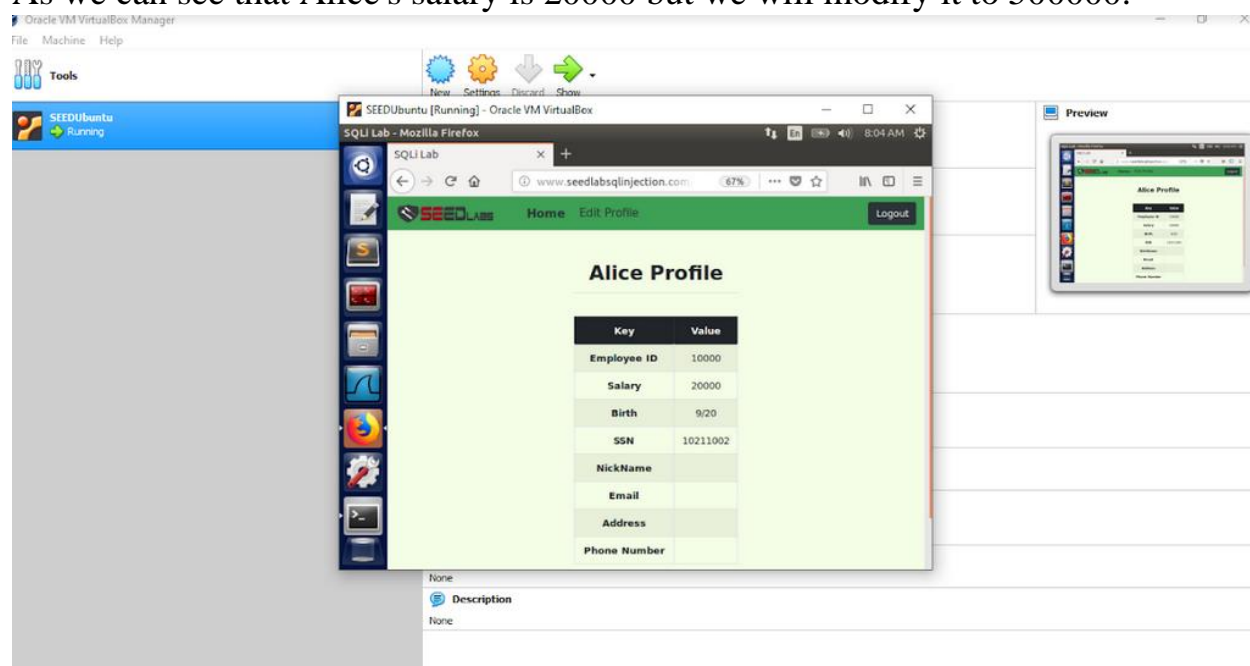 As we can see that Alice's salary is 20000 but we will modify it to 500000.
Oracle VM VirtualBox Manager
File Machine Help
Tools
New Settings Discard Show
SEEDUbuntu
Running
Preview
SEEDUbuntu [Running] - Oracle VM VirtualBox
SQLi Lab - Mozilla Firefox
En
8:04 AM
SQLi Lab
www.seedlabsqlinjection.com
67%
SEEDLABS Home Edit Profile Logout
Alice Profile
Key Value
Employee ID 10000
Salary 20000
Birth 9/20
SSN 10211002
NickName
Email
Address
Phone Number
None
Description
None